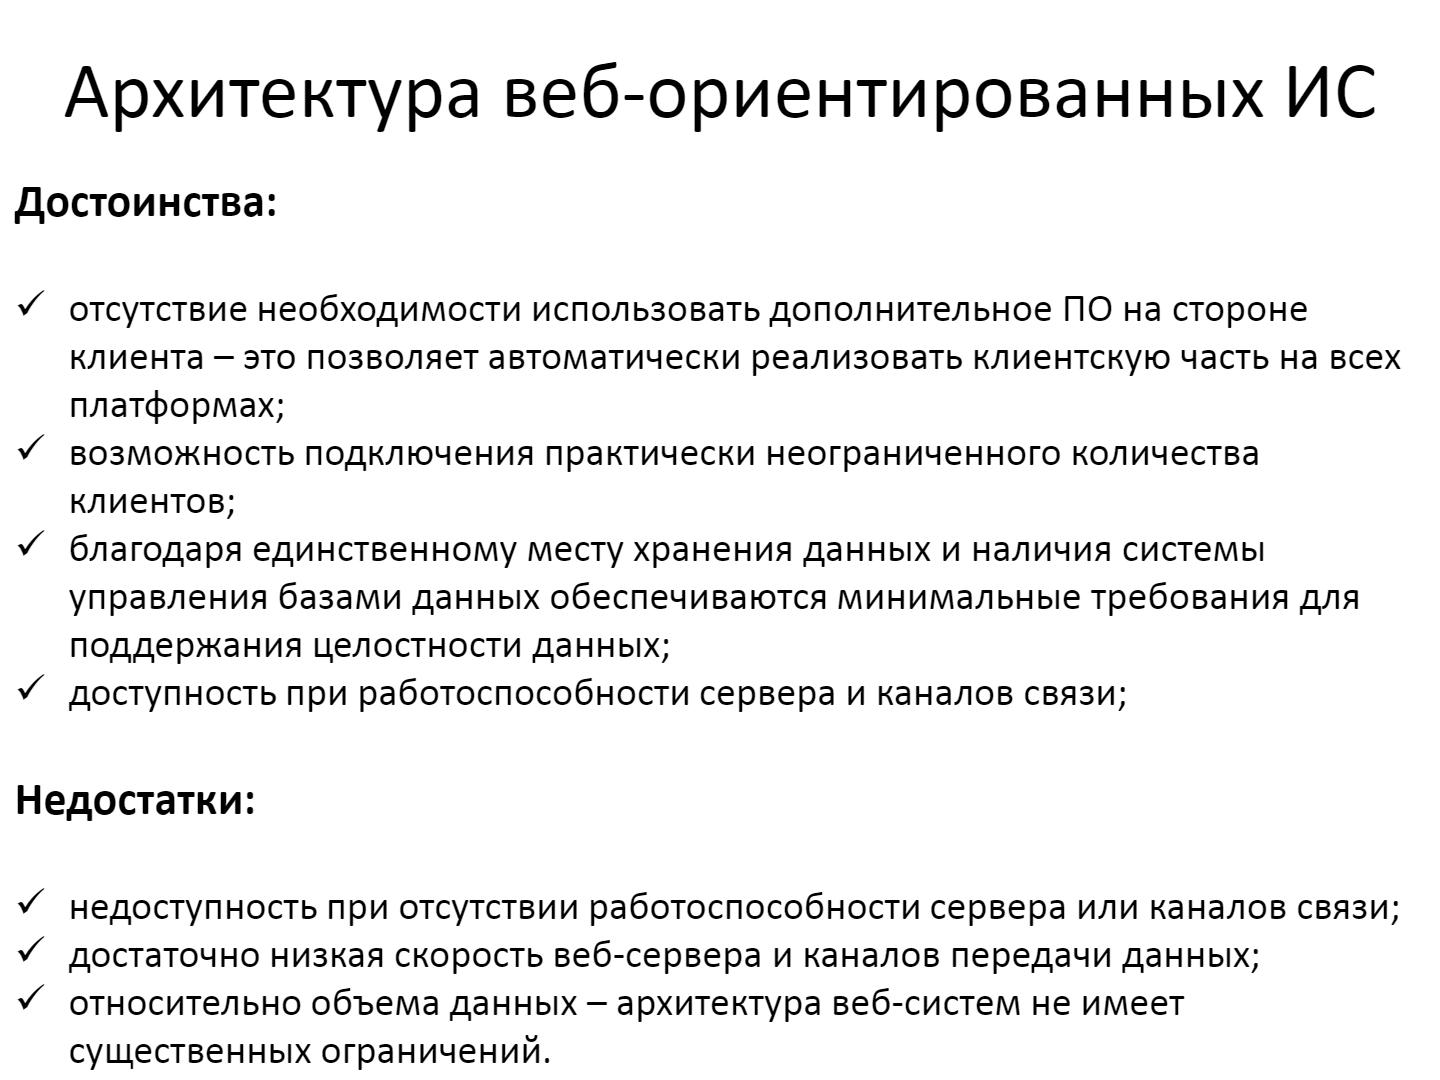 Архитектура веб-ориентированных ИС
Достоинства:
✓ отсутствие необходимости использовать дополнительное ПО на стороне
клиента – это позволяет автоматически реализовать клиентскую часть на всех
платформах;
✓ возможность подключения практически неограниченного количества
клиентов;
✓ благодаря единственному месту хранения данных и наличия системы
управления базами данных обеспечиваются минимальные требования для
поддержания целостности данных;
✓ доступность при работоспособности сервера и каналов связи;
Недостатки:
✓ недоступность при отсутствии работоспособности сервера или каналов связи;
✓ достаточно низкая скорость веб-сервера и каналов передачи данных;
✓ относительно объема данных – архитектура веб-систем не имеет
существенных ограничений.